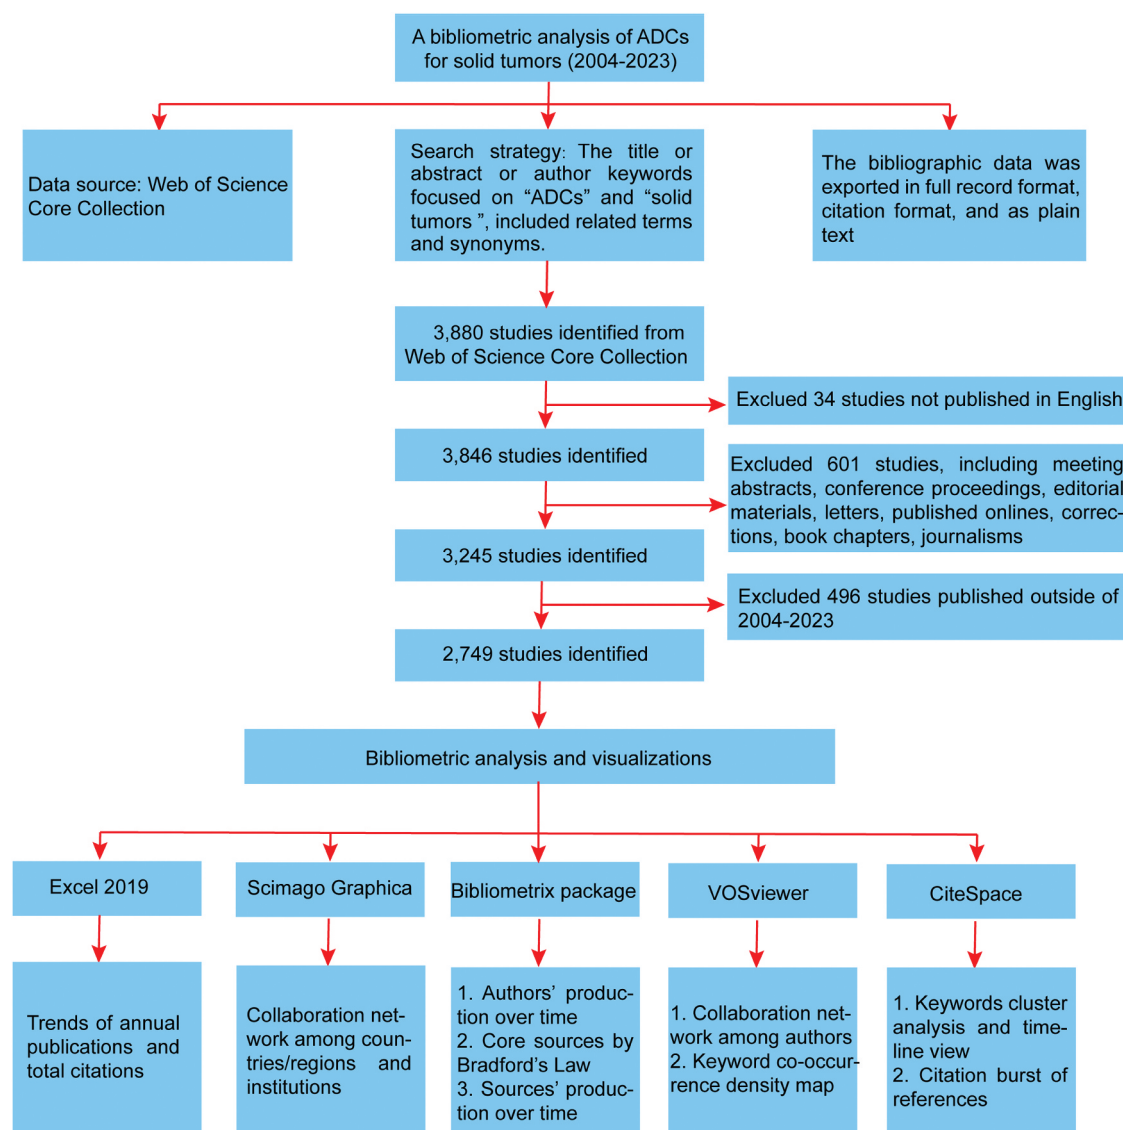 A bibliometric analysis of ADCs
for solid tumors (2004-2023)
Data source: Web of Science
Core Collection
Search strategy: The title or
abstract or author keywords
focused on “ADCs” and “solid
tumors ”, included related terms
and synonyms.
The bibliographic data was
exported in full record format,
citation format, and as plain
text
3,880 studies identified from
Web of Science Core Collection
Exclued 34 studies not published in English
3,846 studies identified
Excluded 601 studies, including meeting
abstracts, conference proceedings, editorial
materials, letters, published onlines, correc-
tions, book chapters, journalisms
3,245 studies identified
Excluded 496 studies published outside of
2004-2023
2,749 studies identified
Bibliometric analysis and visualizations
Excel 2019
Scimago Graphica
Bibliometrix package
VOSviewer
CiteSpace
Trends of annual
publications and
total citations
Collaboration net-
work among coun-
tries/regions and
institutions
1. Authors’ produc-
tion over time
2. Core sources by
Bradford’s Law
3. Sources’ produc-
tion over time
1. Collaboration net-
work among authors
2. Keyword co-occur-
rence density map
1. Keywords cluster
analysis and time-
line view
2. Citation burst of
references